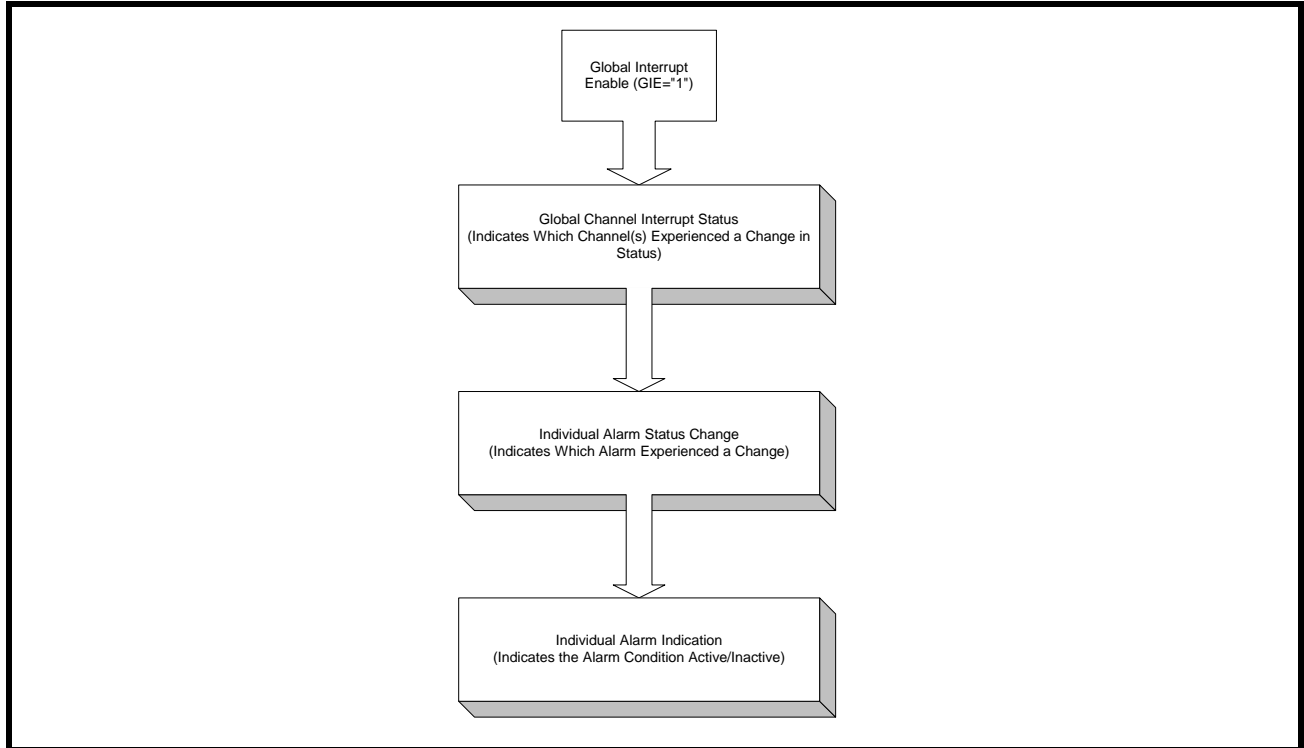 Global Interrupt
Enable (GIE="1")
Global Channel Interrupt Status
(Indicates Which Channel(s) Experienced a Change in
Status)
Individual Alarm Status Change
(Indicates Which Alarm Experienced a Change)
Individual Alarm Indication
(Indicates the Alarm Condition Active/Inactive)